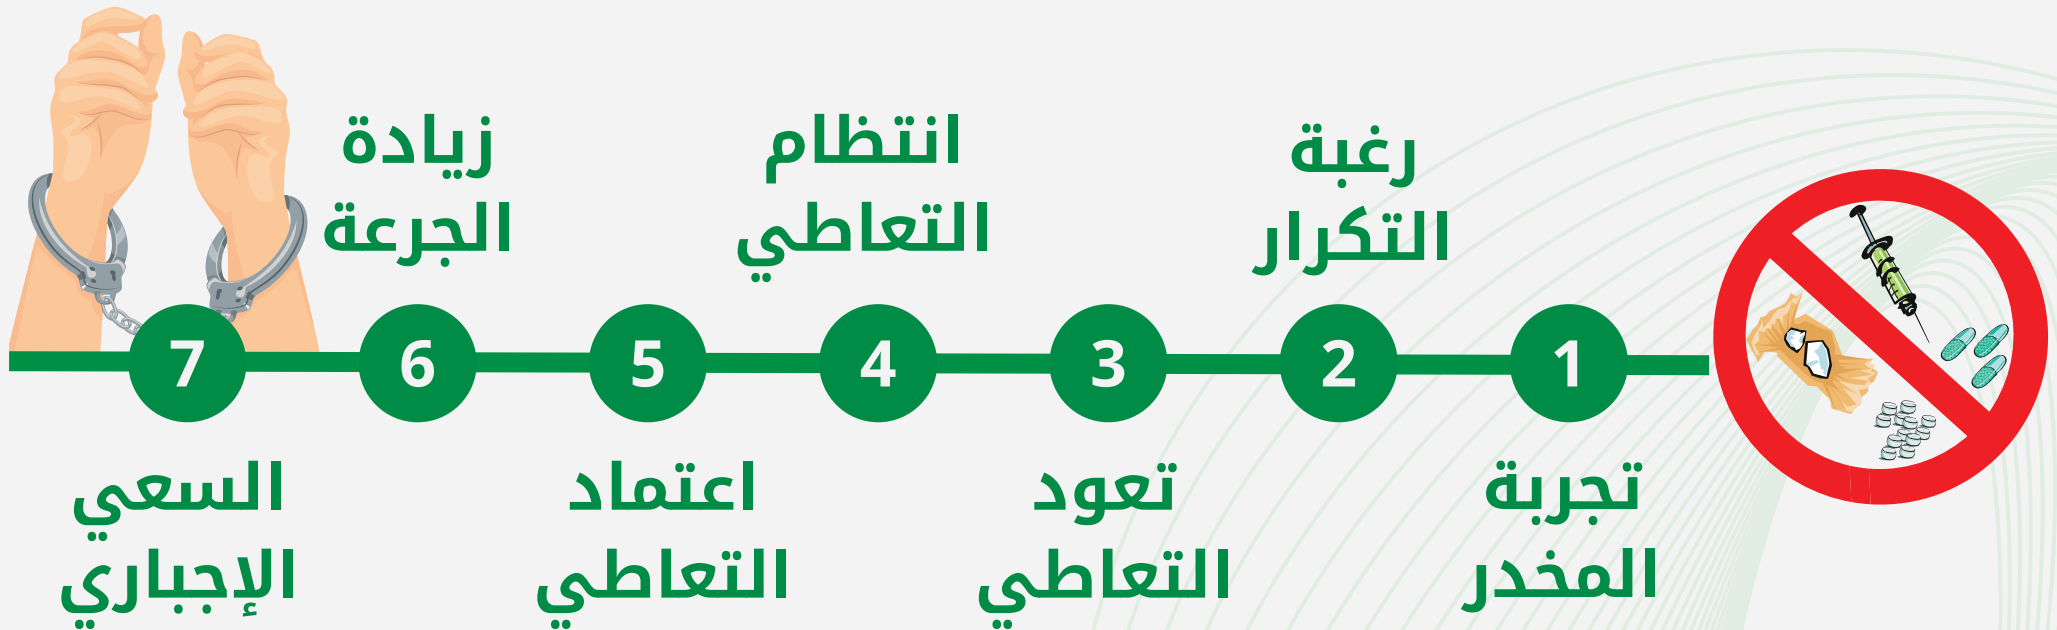 1
تجربة
المخدر
2
رغبة
التكرار
3
تعود
التعاطي
4
انتظام
التعاطي
5
اعتماد
التعاطي
6
زيادة
الجرعة
7
السعي
الإجباري